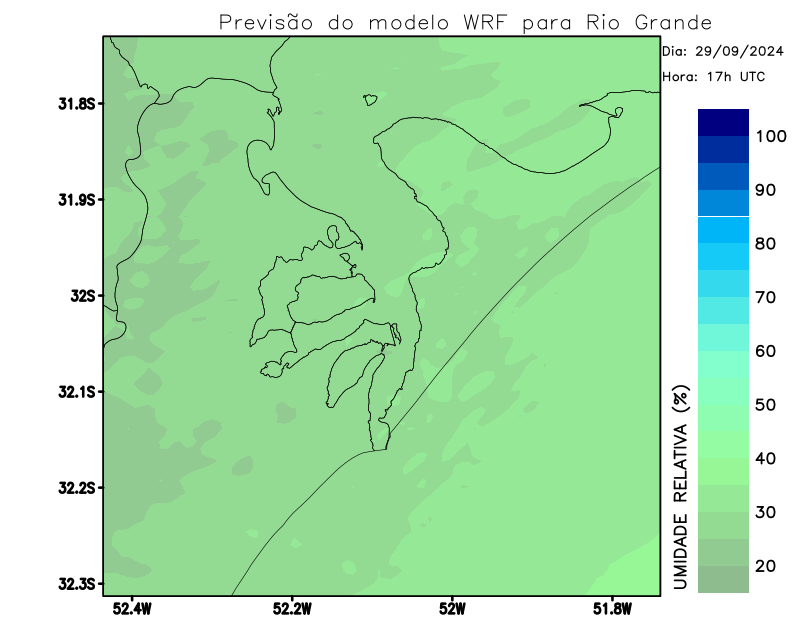 Previsão do modelo WRF para Rio Grande
Dia: 29/09/2024
Hora: 17h UTC
31.8S
31.9S
32S
32.1S
32.2S
32.3S
52.4W
52.2W
52W
51.8W
100
90
80
70
60
50
40
30
20
UMIDADE RELATIVA (%)